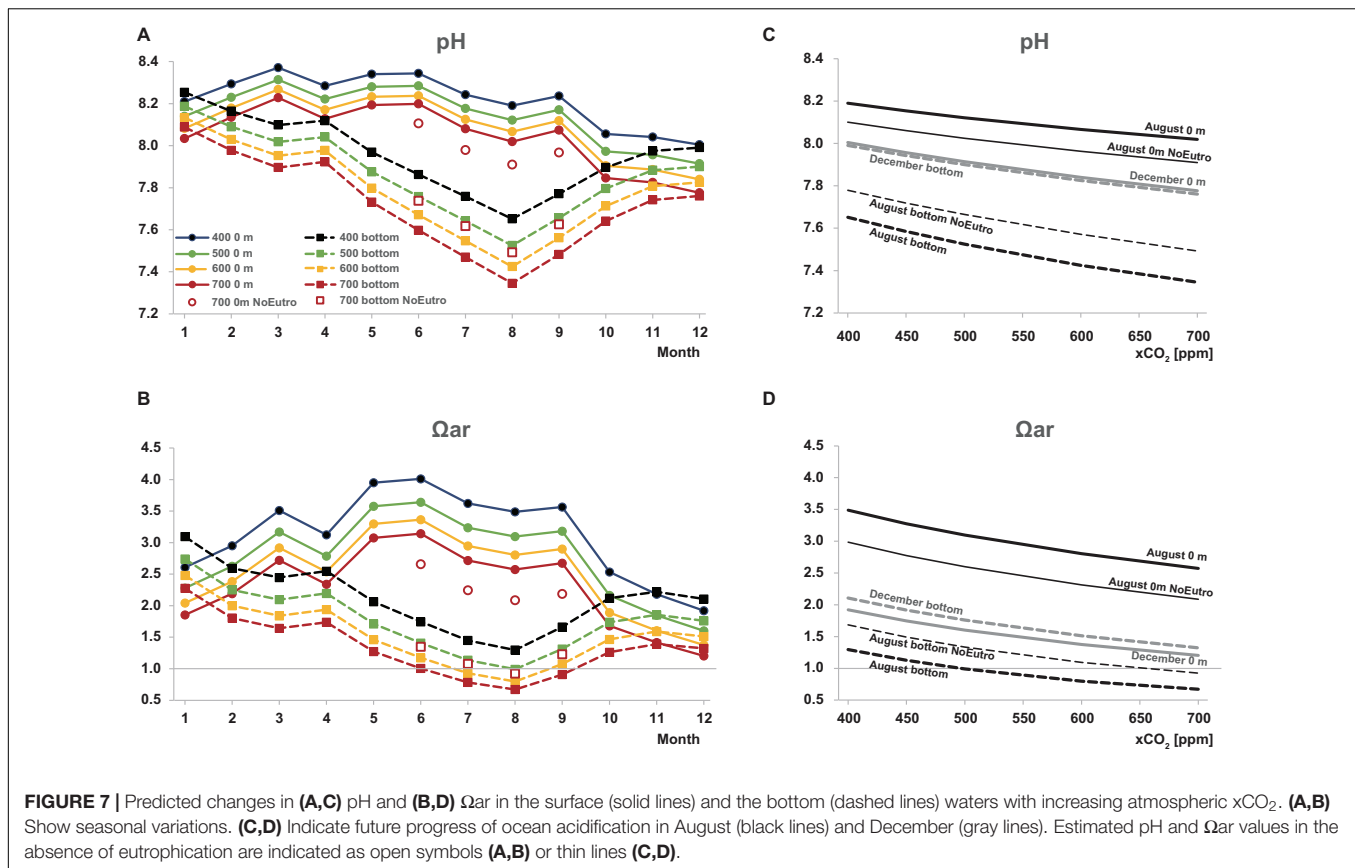 A
pH
8.4
8.2
8.0
7.8
7.6
7.4
7.2
400 0 m
500 0 m
600 0 m
700 0 m
700 0m NoEutro
400 bottom
500 bottom
600 bottom
700 bottom
700 bottom NoEutro
1 2 3 4 5 6 7 8 9 10 11 12
Month
C
pH
8.4
8.2
8.0
7.8
7.6
7.4
7.2
August 0 m
August 0m NoEutro
December 0 m
December bottom
August bottom NoEutro
August bottom
400 450 500 550 600 650 700
xCO2 [ppm]
B
Ωar
4.5
4.0
3.5
3.0
2.5
2.0
1.5
1.0
0.5
1 2 3 4 5 6 7 8 9 10 11 12
Month
D
Ωar
4.5
4.0
3.5
3.0
2.5
2.0
1.5
1.0
0.5
August 0 m
August 0m NoEutro
December bottom
August bottom NoEutro
December 0 m
August bottom
400 450 500 550 600 650 700
xCO2 [ppm]
FIGURE 7 | Predicted changes in (A,C) pH and (B,D) Ωar in the surface (solid lines) and the bottom (dashed lines) waters with increasing atmospheric xCO2. (A,B)
Show seasonal variations. (C,D) Indicate future progress of ocean acidification in August (black lines) and December (gray lines). Estimated pH and Ωar values in the
absence of eutrophication are indicated as open symbols (A,B) or thin lines (C,D).